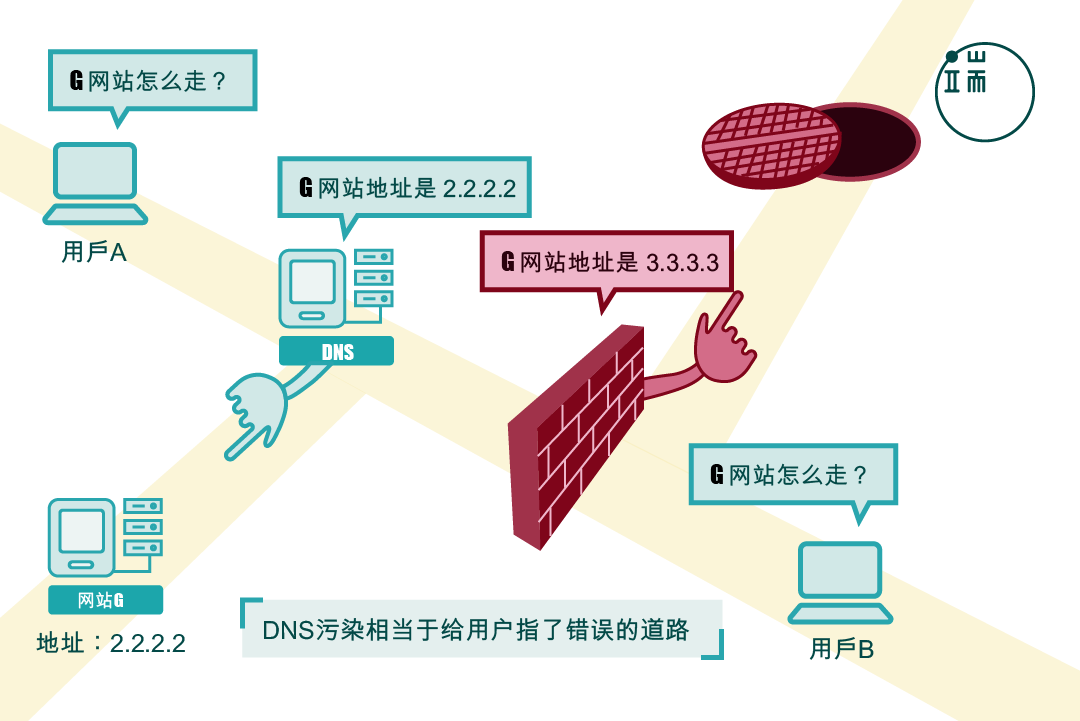 G网站怎么走？
端
用戶A
G网站地址是 2.2.2.2
G网站地址是 3.3.3.3
DNS
G网站怎么走？
网站G
地址：2.2.2.2
DNS污染相当于给用户指了错误的道路
用戶B